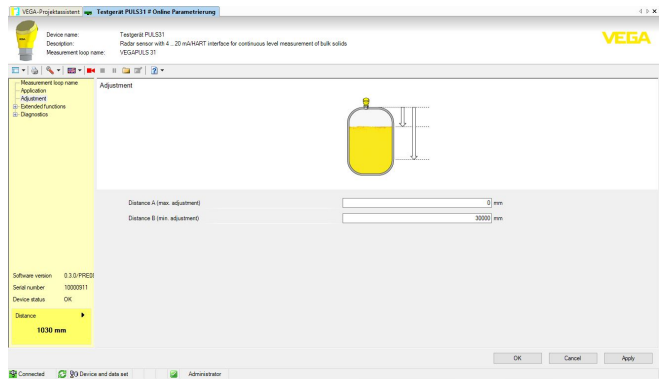 VEGA-Projektassistent
Testgerät PULS31 # Online Parametrierung
Device name: Testgerät PULS31
Description: Radar sensor with 4 ... 20 mA/HART interface for continuous level measurement of bulk solids
Measurement loop name: VEGAPULS 31
VEGA
Measurement loop name
Application
Adjustment
Extended functions
Diagnostics
Adjustment
Distance A (max. adjustment) 0 mm
Distance B (min. adjustment) 30000 mm
Software version 0.3.0/PRE0
Serial number 10000911
Device status OK
Distance
1030 mm
OK Cancel Apply
Connected Device and data set Administrator